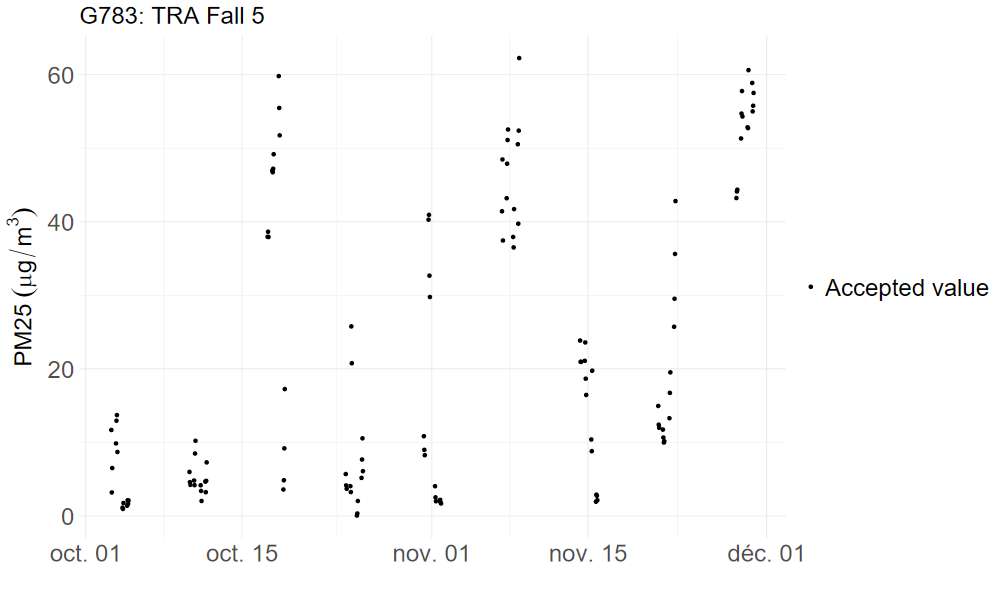 G783: TRA Fall 5
PM25 (μg/m³)
60
40
20
0
oct. 01 oct. 15 nov. 01 nov. 15 déc. 01
Accepted value